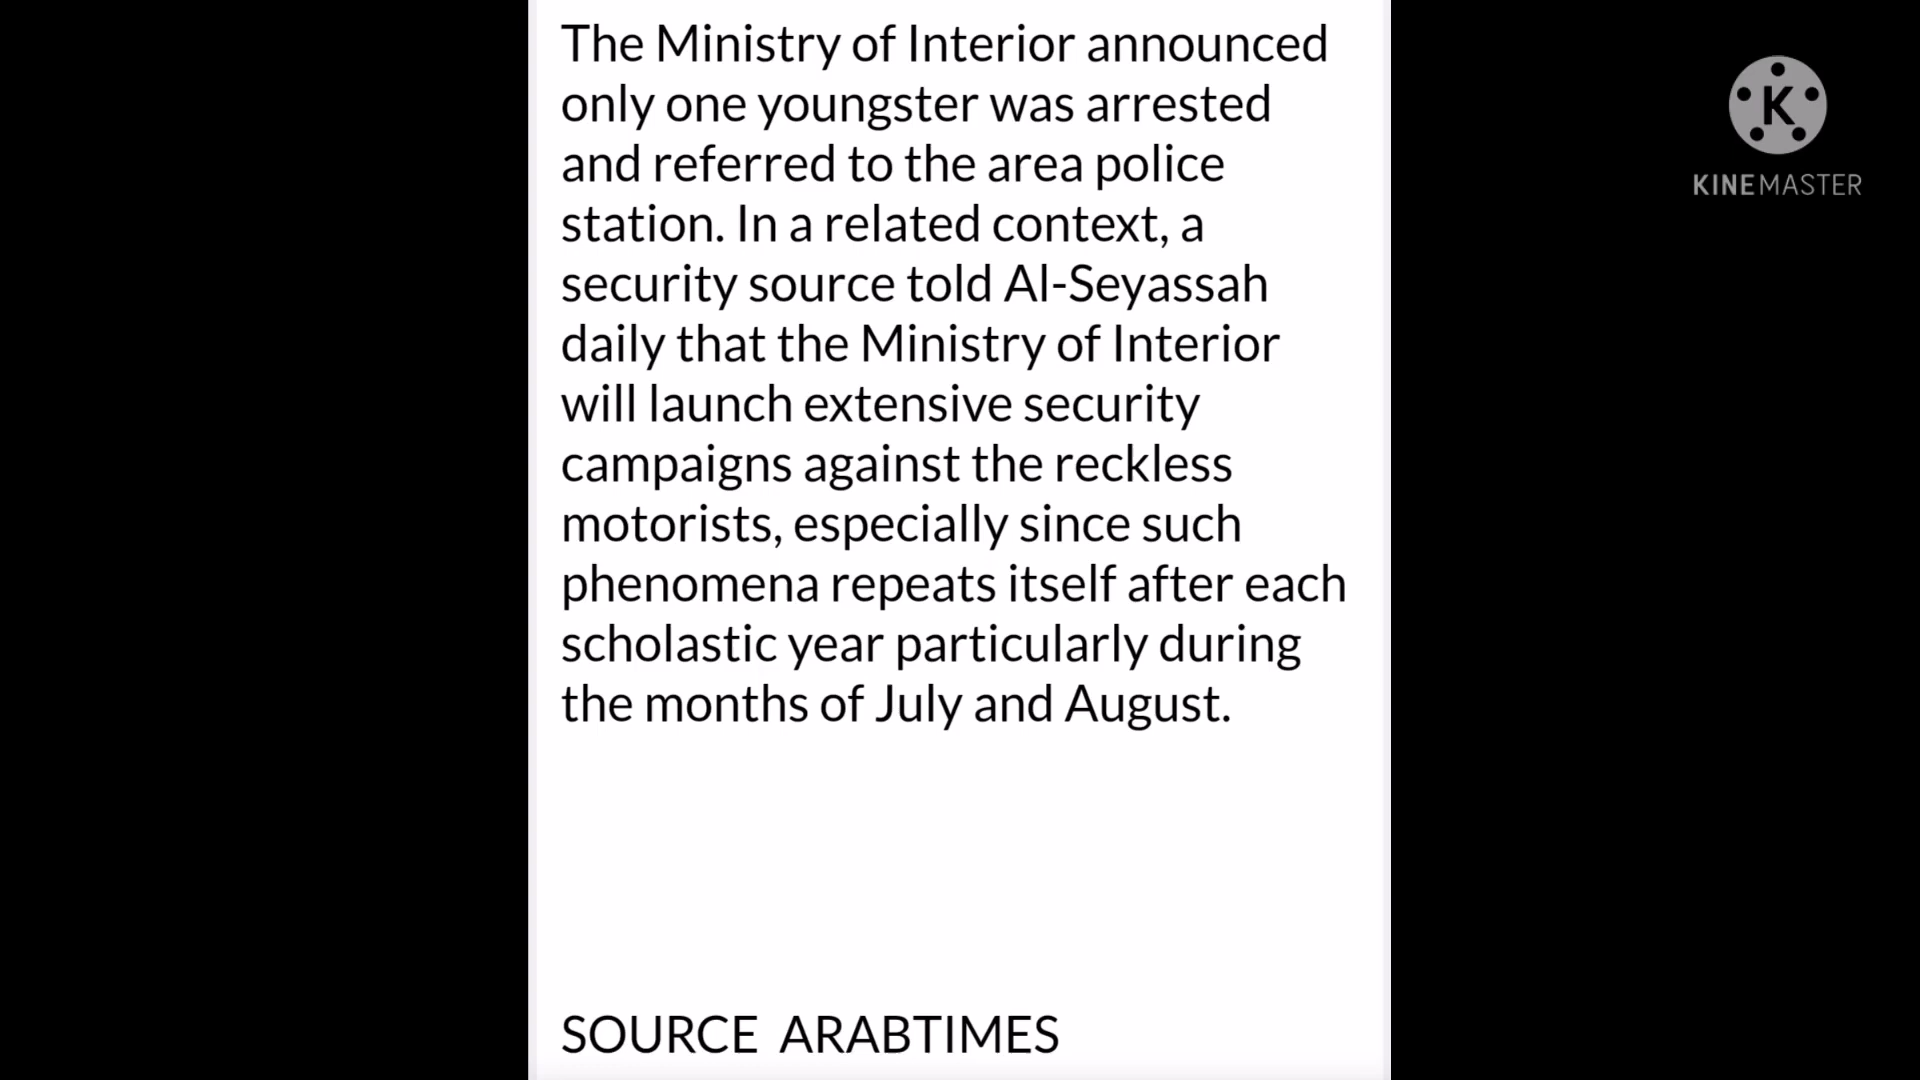 The Ministry of Interior announced
only one youngster was arrested
and referred to the area police
station. In a related context, a
security source told Al-Seyassah
daily that the Ministry of Interior
will launch extensive security
campaigns against the reckless
motorists, especially since such
phenomena repeats itself after each
scholastic year particularly during
the months of July and August.
SOURCE ARABTIMES
K
KINEMASTER